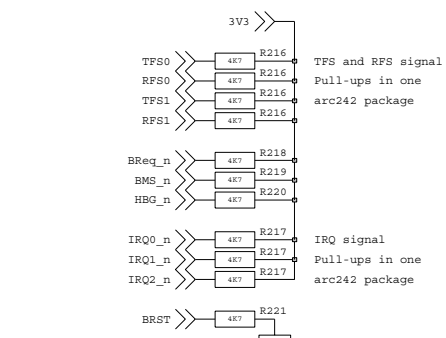 3V3
TFS0 4K7 R216 TFS and RFS signal
RFS0 4K7 R216 Pull-ups in one
TFS1 4K7 R216 arc242 package
RFS1 4K7 R216
BReq_n 4K7 R218
BMS_n 4K7 R219
HBG_n 4K7 R220
IRQ0_n 4K7 R217 IRQ signal
IRQ1_n 4K7 R217 Pull-ups in one
IRQ2_n 4K7 R217 arc242 package
BRST 4K7 R221